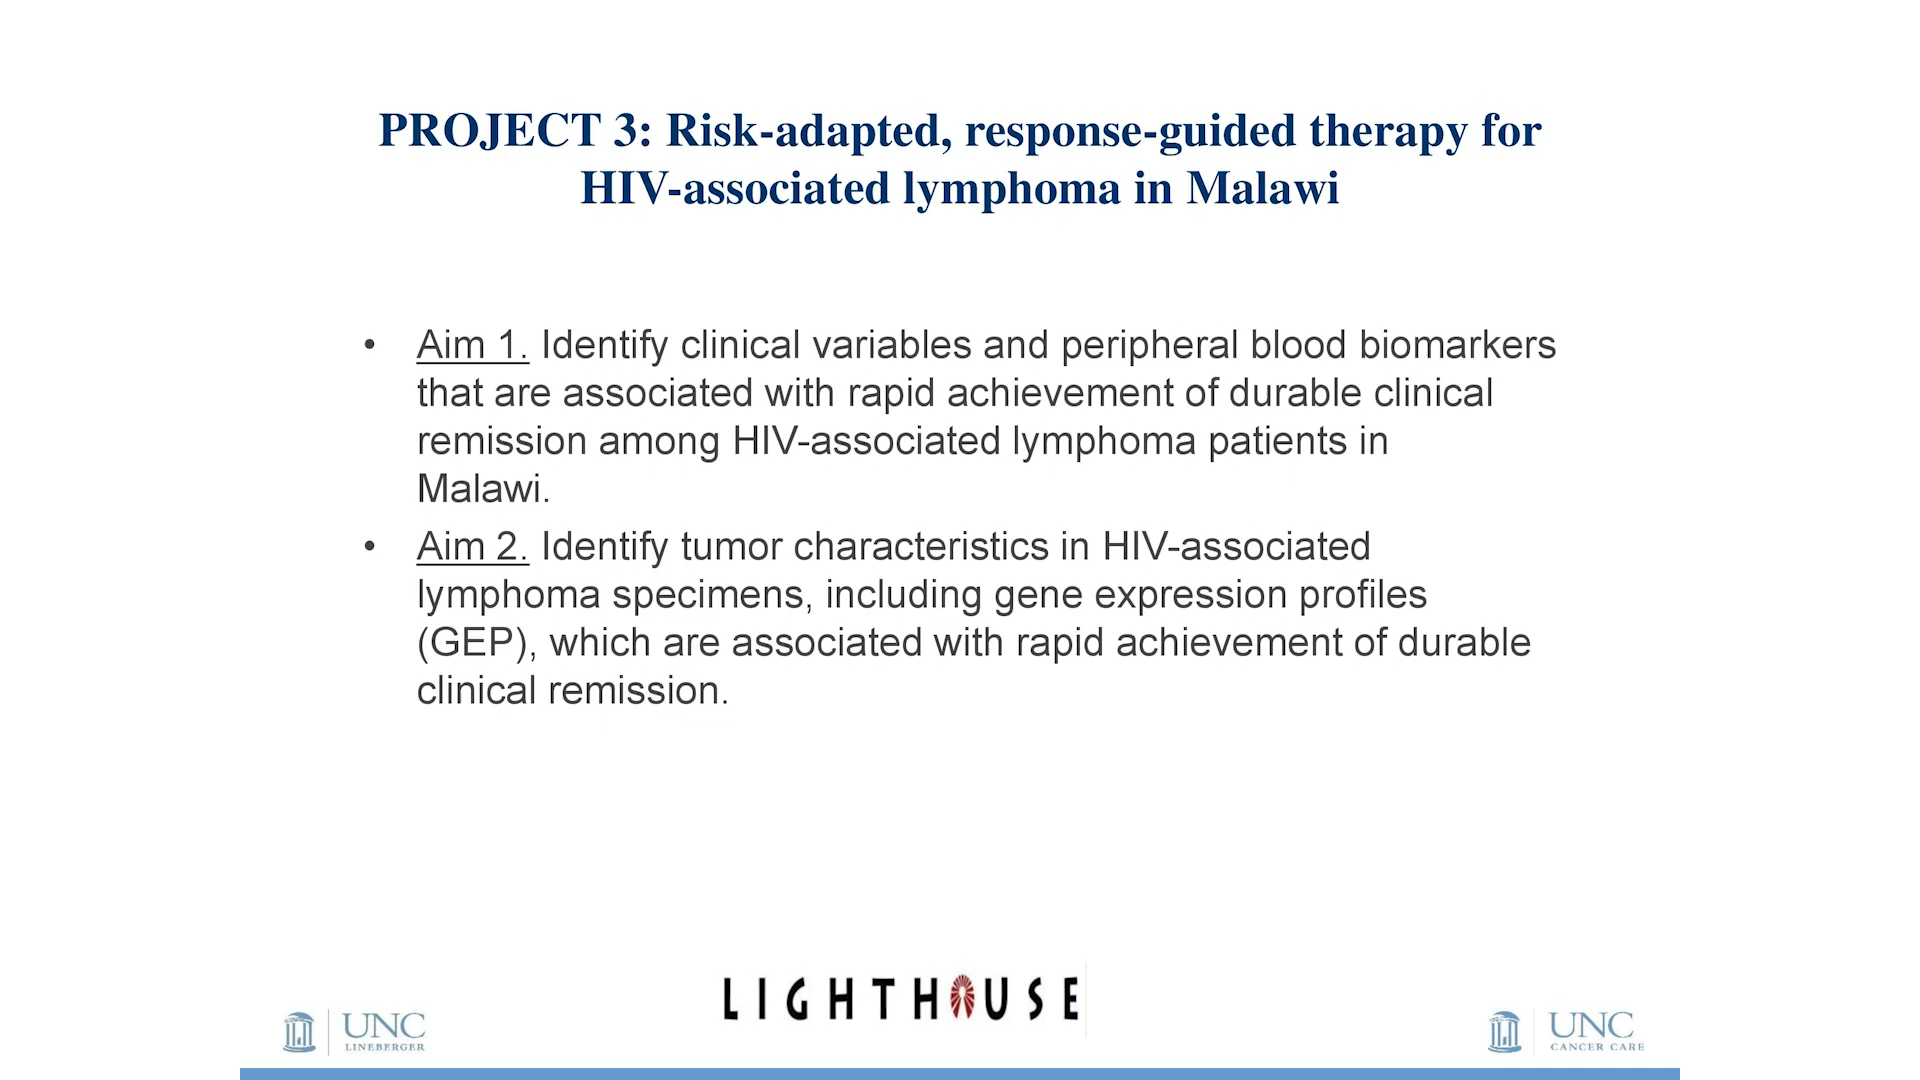 PROJECT 3: Risk-adapted, response-guided therapy for
HIV-associated lymphoma in Malawi
• Aim 1. Identify clinical variables and peripheral blood biomarkers
that are associated with rapid achievement of durable clinical
remission among HIV-associated lymphoma patients in
Malawi.
• Aim 2. Identify tumor characteristics in HIV-associated
lymphoma specimens, including gene expression profiles
(GEP), which are associated with rapid achievement of durable
clinical remission.
LIGHTHOUSE
UNC
LINEBERGER
UNC
CANCER CARE